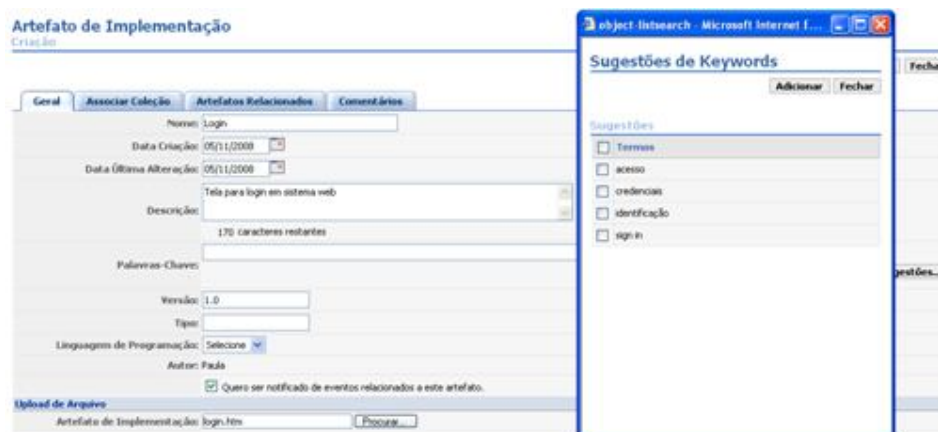 Artefato de Implementação
Criação
Fecha
Geral
Associar Coleção
Artefatos Relacionados
Comentários
Nome: Login
Data Criação: 05/11/2008
Data Última Alteração: 05/11/2008
Descrição: Tela para login em sistema web
170 caracteres restantes
Palavras-Chave:
gestões..
Versão: 1.0
Tipo:
Linguagem de Programação: Selecione
Autor: Paula
Quero ser notificado de eventos relacionados a este artefato.
Upload de Arquivo
Artefato de Implementação: login.htm Procurar...
object-listsearch - Microsoft Internet E...
Sugestões de Keywords
Adicionar Fechar
Sugestões
Termos
acesso
credenciais
identificação
sign in